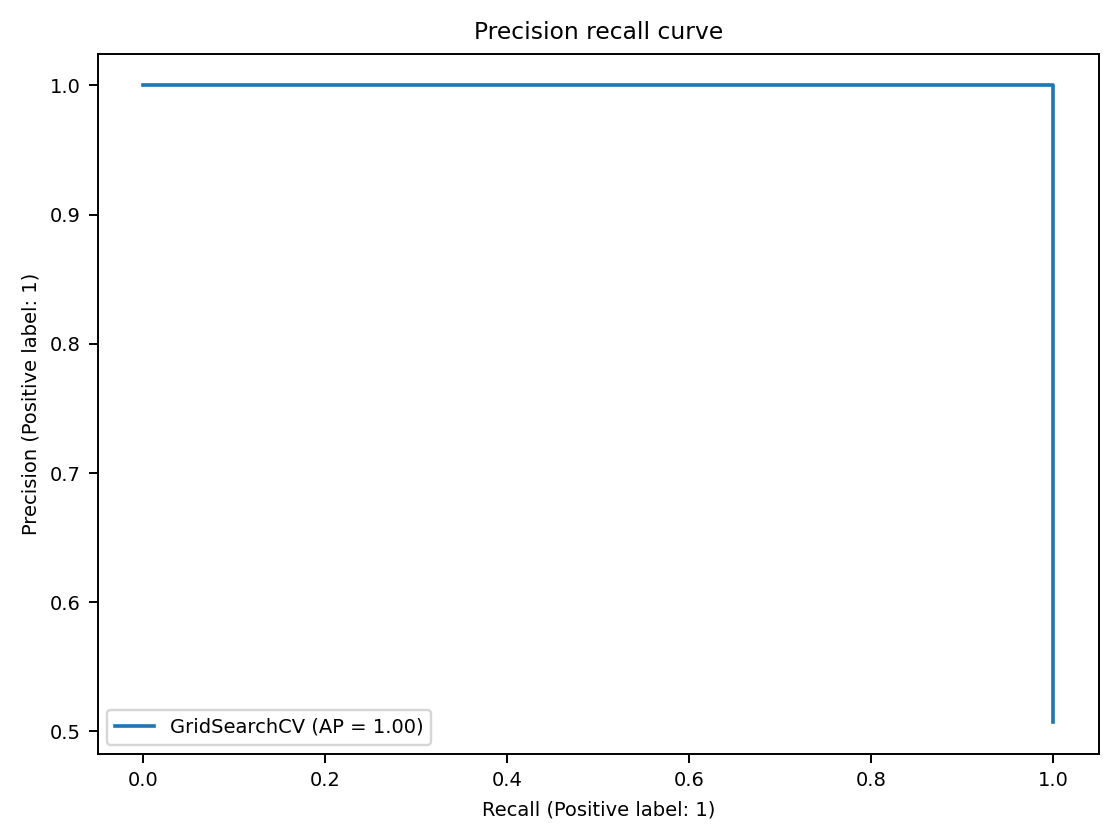 Precision recall curve
Precision (Positive label: 1)
1.0
0.9
0.8
0.7
0.6
0.5
GridSearchCV (AP = 1.00)
0.0 0.2 0.4 0.6 0.8 1.0
Recall (Positive label: 1)